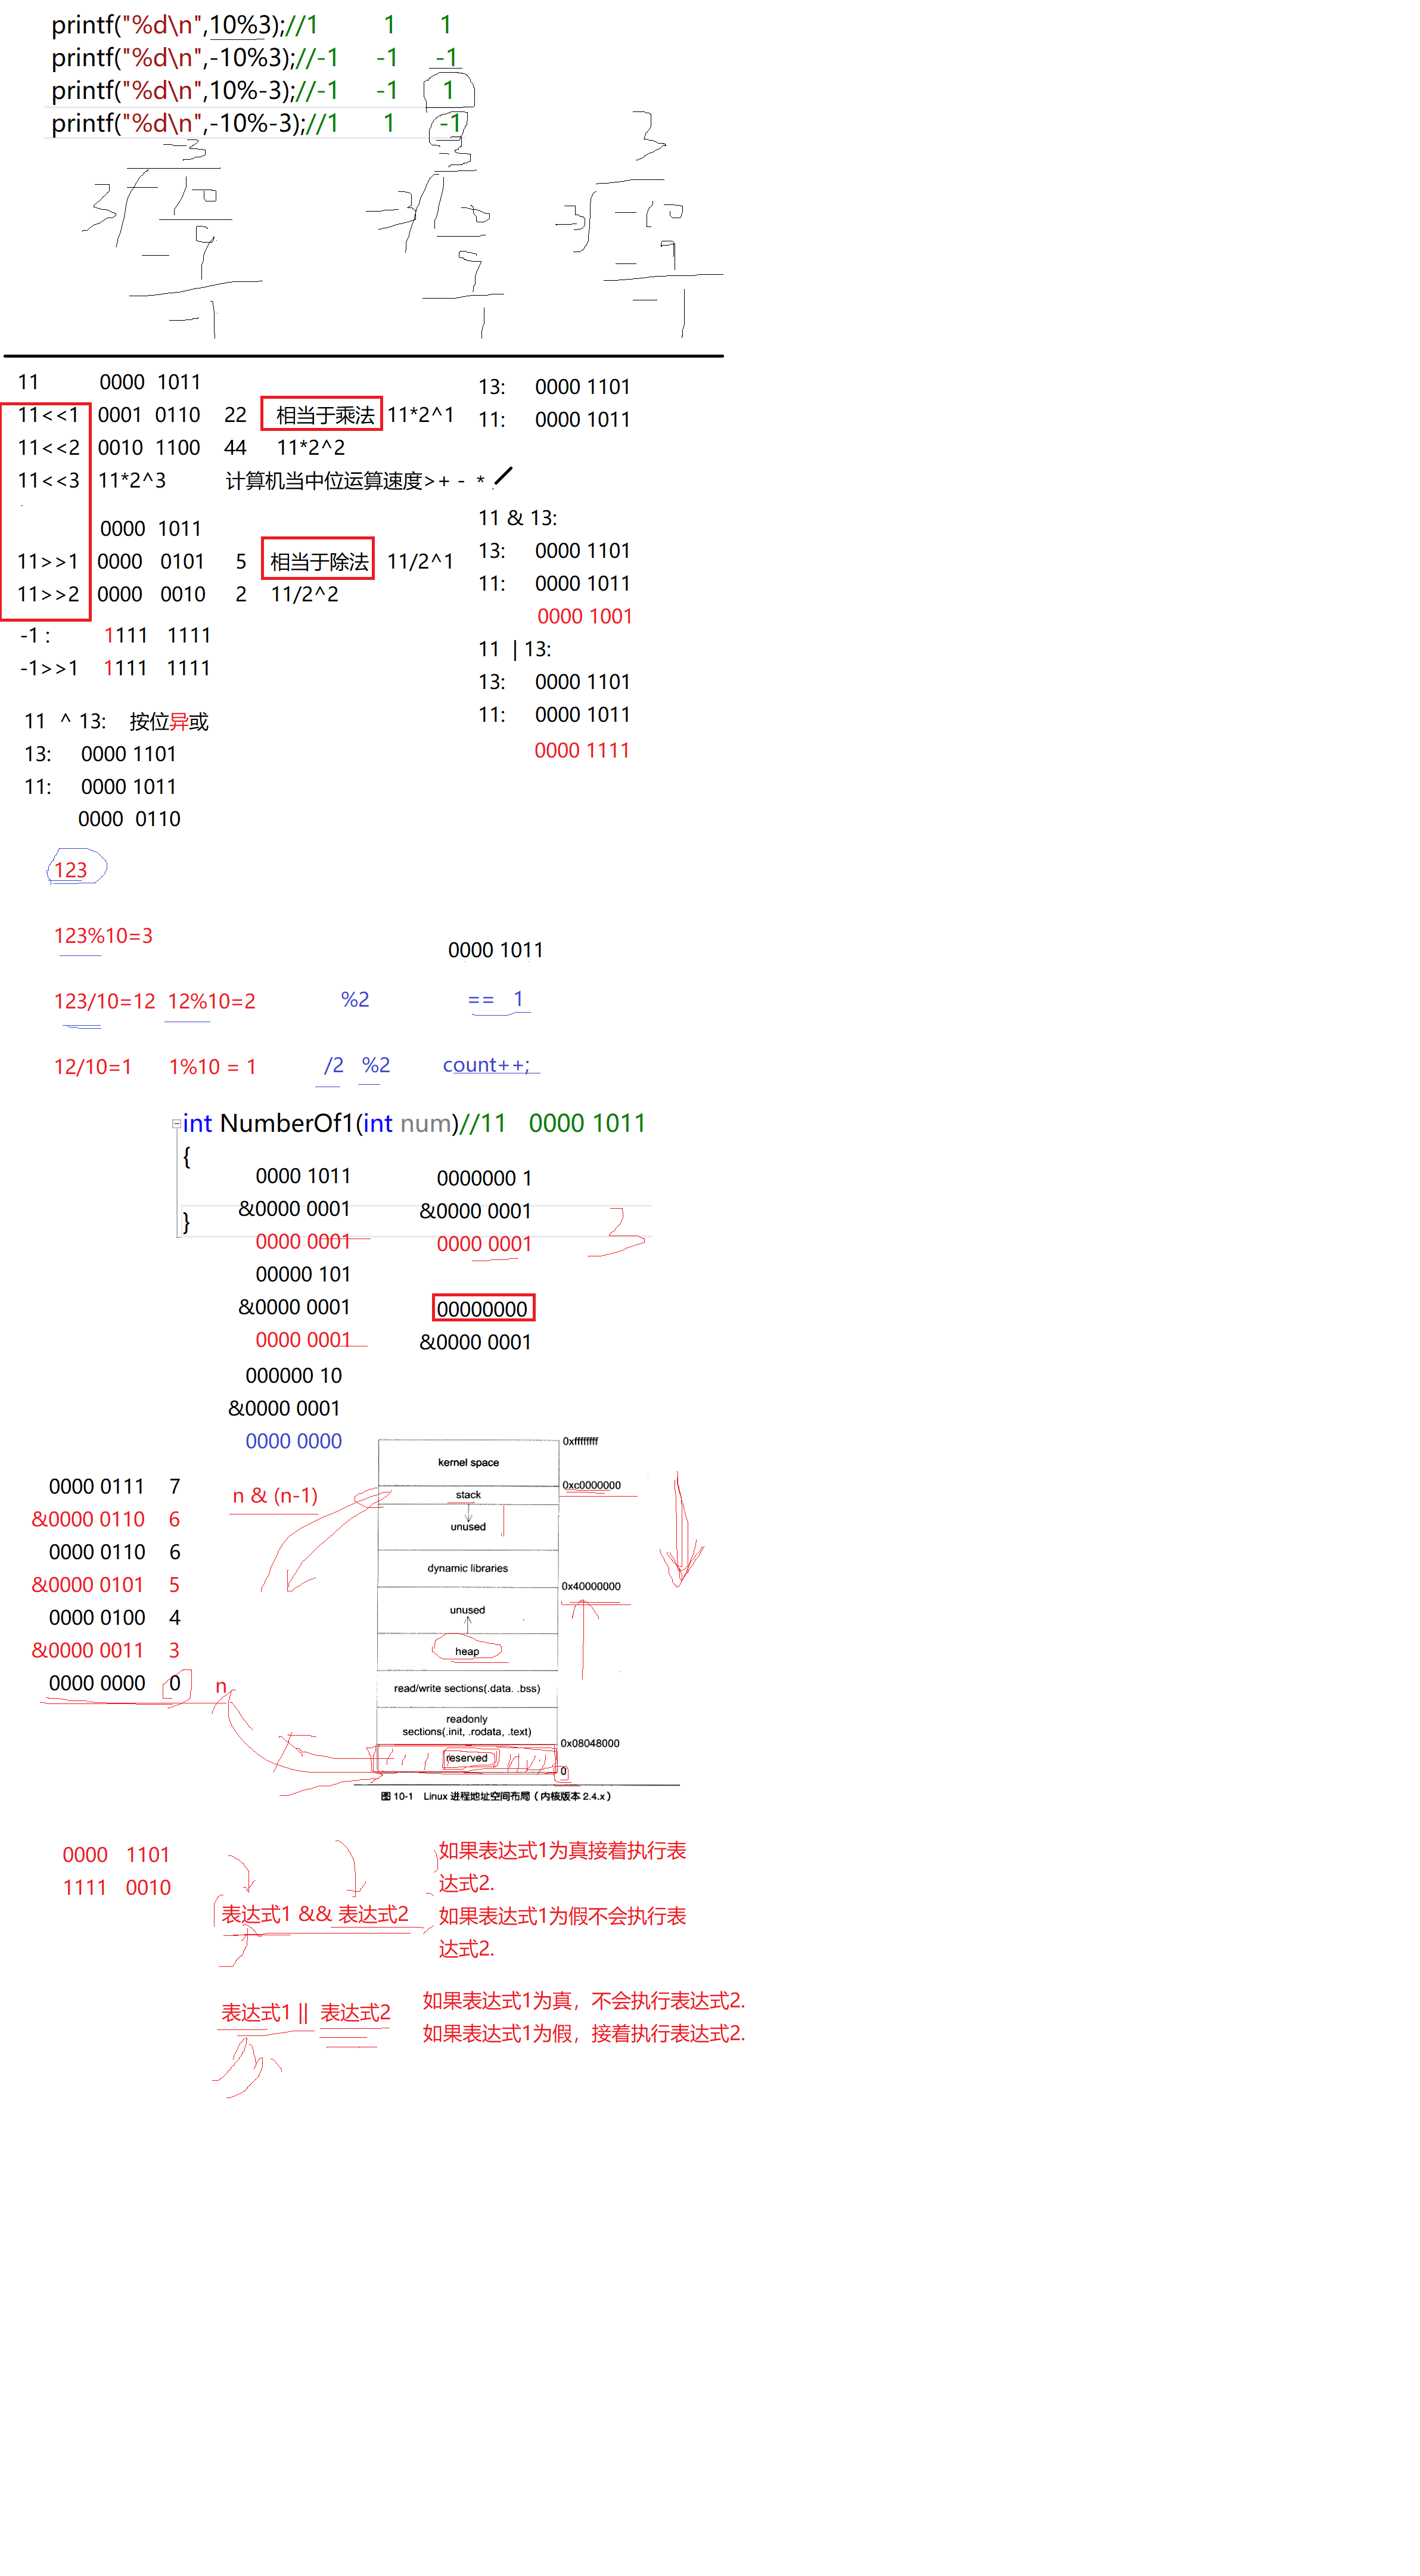 printf("%d\n",10%3);//1 1 1
printf("%d\n",-10%3);//-1 -1 -1
printf("%d\n",10%-3);//-1 -1 1
printf("%d\n",-10%-3);//1 1 -1
-3
3 -10
- 9
-1
-3
-3 10
9
1
3
-3 -10
- 9
-1
11 0000 1011
11<<1 0001 0110 22 相当于乘法 11*2^1
11<<2 0010 1100 44 11*2^2
11<<3 11*2^3 计算机当中位运算速度>+ - * /
0000 1011
11>>1 0000 0101 5 相当于除法 11/2^1
11>>2 0000 0010 2 11/2^2
-1 : 1111 1111
-1>>1 1111 1111
13: 0000 1101
11: 0000 1011
11 & 13:
13: 0000 1101
11: 0000 1011
0000 1001
11 | 13:
13: 0000 1101
11: 0000 1011
0000 1111
11 ^ 13: 按位异或
13: 0000 1101
11: 0000 1011
0000 0110
123
123%10=3
123/10=12 12%10=2
12/10=1 1%10 = 1
0000 1011
%2 == 1
/2 %2 count++;
int NumberOf1(int num)//11 0000 1011
{
}
0000 1011
&0000 0001
0000 0001
00000 101
&0000 0001
0000 0001
000000 10
&0000 0001
0000 0000
0000000 1
&0000 0001
0000 0001
3
00000000
&0000 0001
0000 0111 7
&0000 0110 6
0000 0110 6
&0000 0101 5
0000 0100 4
&0000 0011 3
0000 0000 0
n & (n-1)
n
0xffffffff
kernel space
0xc0000000
stack
unused
dynamic libraries
0x40000000
unused
heap
read/write sections(.data. .bss)
readonly
sections(.init, .rodata, .text)
0x08048000
reserved
0
图 10-1 Linux 进程地址空间布局（内核版本 2.4.x）
0000 1101
1111 0010
表达式1 && 表达式2
如果表达式1为真接着执行表
达式2.
如果表达式1为假不会执行表
达式2.
表达式1 || 表达式2
如果表达式1为真，不会执行表达式2.
如果表达式1为假，接着执行表达式2.